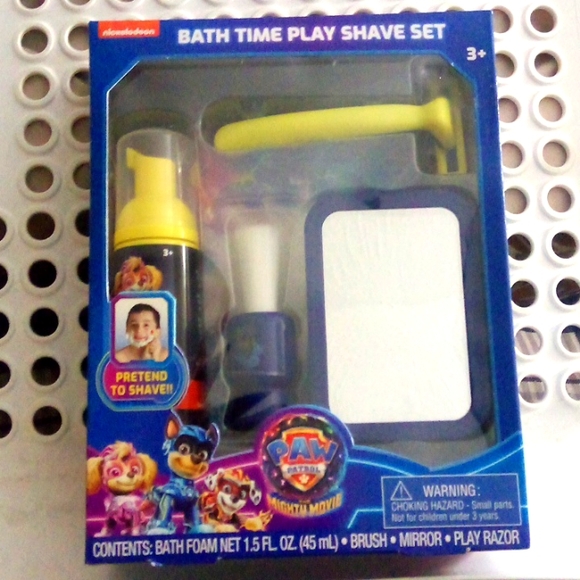 nickelodeon
BATH TIME PLAY SHAVE SET
3+
3+
PRETEND
TO SHAVE!!
PAW
PATROL
MIGHTY MOVIE
WARNING:
CHOKING HAZARD - Small parts.
Not for children under 3 years.
CONTENTS: BATH FOAM NET 1.5 FL. OZ. (45 mL) • BRUSH • MIRROR • PLAY RAZOR